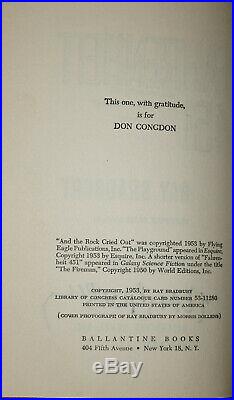 This one, with gratitude,
is for
DON CONGDON
"And the Rock Cried Out" was copyrighted 1953 by Flying
Eagle Publications, Inc. "The Playground" appeared in Esquire,
Copyright 1953 by Esquire, Inc. A shorter version of "Fahren-
heit 451" appeared in Galaxy Science Fiction under the title
"The Fireman," Copyright 1950 by World Editions, Inc.
COPYRIGHT, 1953, BY RAY BRADBURY
LIBRARY OF CONGRESS CATALOGUE CARD NUMBER 53-11280
PRINTED IN THE UNITED STATES OF AMERICA
(COVER PHOTOGRAPH OF RAY BRADBURY BY MORRIS DOLLENS)
BALLANTINE BOOKS
404 Fifth Avenue • New York 18, N. Y.
W
withCOA.com